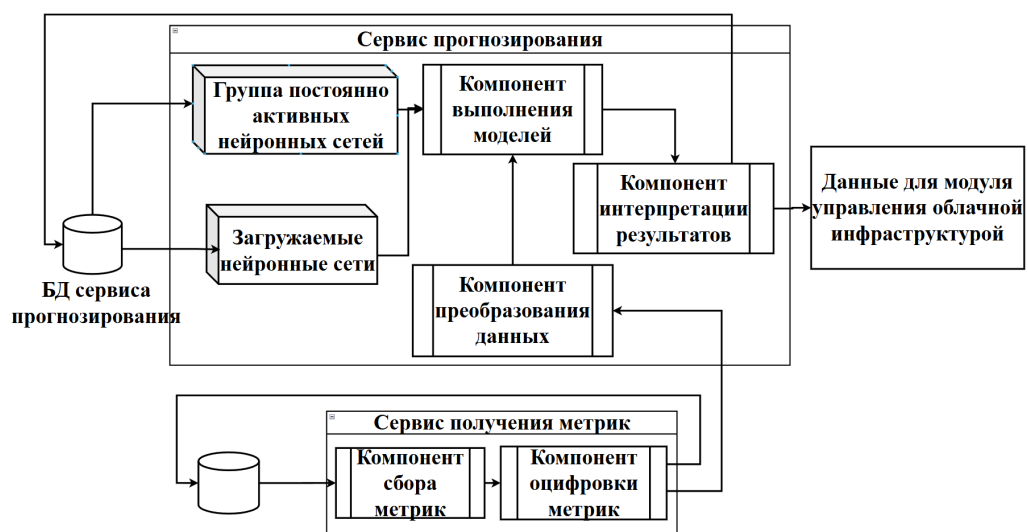 Сервис прогнозирования
Группа постоянно
активных
нейронных сетей
Компонент
выполнения
моделей
Компонент
интерпретации
результатов
Данные для модуля
управления облачной
инфраструктурой
Загружаемые
нейронные сети
БД сервиса
прогнозирования
Компонент
преобразования
данных
Сервис получения метрик
Компонент
сбора
метрик
Компонент
оцифровки
метрик